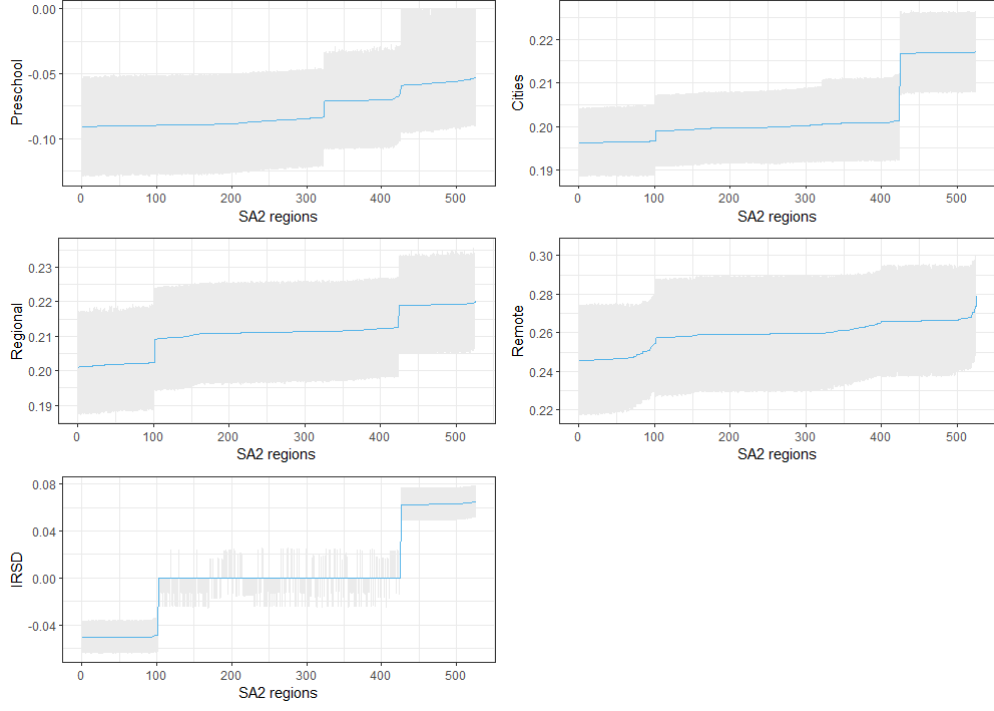 0.00
-0.05
-0.10
Preschool
0 100 200 300 400 500
SA2 regions
0.22
0.21
0.20
0.19
Cities
0 100 200 300 400 500
SA2 regions
0.23
0.22
0.21
0.20
0.19
Regional
0 100 200 300 400 500
SA2 regions
0.30
0.28
0.26
0.24
0.22
Remote
0 100 200 300 400 500
SA2 regions
0.08
0.04
0.00
-0.04
IRSD
0 100 200 300 400 500
SA2 regions